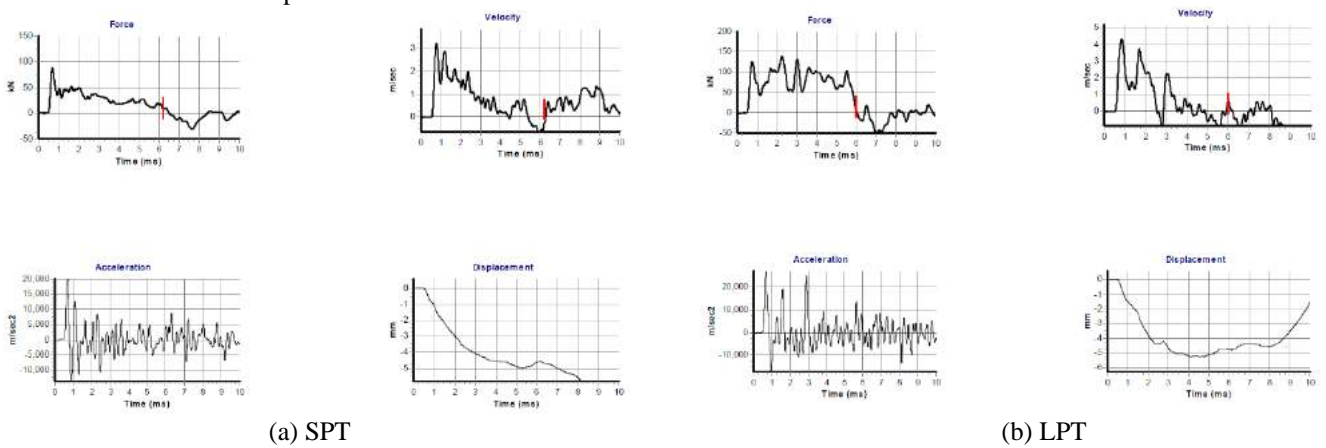 Force
150
100
50
0
-50
kN
0 1 2 3 4 5 6 7 8 9 10
Time (ms)
Velocity
3
2
1
0
m/sec
0 1 2 3 4 5 6 7 8 9 10
Time (ms)
Force
200
150
100
50
0
-50
kN
0 1 2 3 4 5 6 7 8 9 10
Time (ms)
Velocity
5
4
3
2
1
0
m/sec
0 1 2 3 4 5 6 7 8 9 10
Time (ms)
Acceleration
20,000
15,000
10,000
5,000
0
-5,000
-10,000
m/sec2
0 1 2 3 4 5 6 7 8 9 10
Time (ms)
Displacement
0
-1
-2
-3
-4
-5
mm
0 1 2 3 4 5 6 7 8 9 10
Time (ms)
Acceleration
20,000
10,000
0
-10,000
m/sec2
0 1 2 3 4 5 6 7 8 9 10
Time (ms)
Displacement
0
-1
-2
-3
-4
-5
-6
mm
0 1 2 3 4 5 6 7 8 9 10
Time (ms)
(a) SPT
(b) LPT